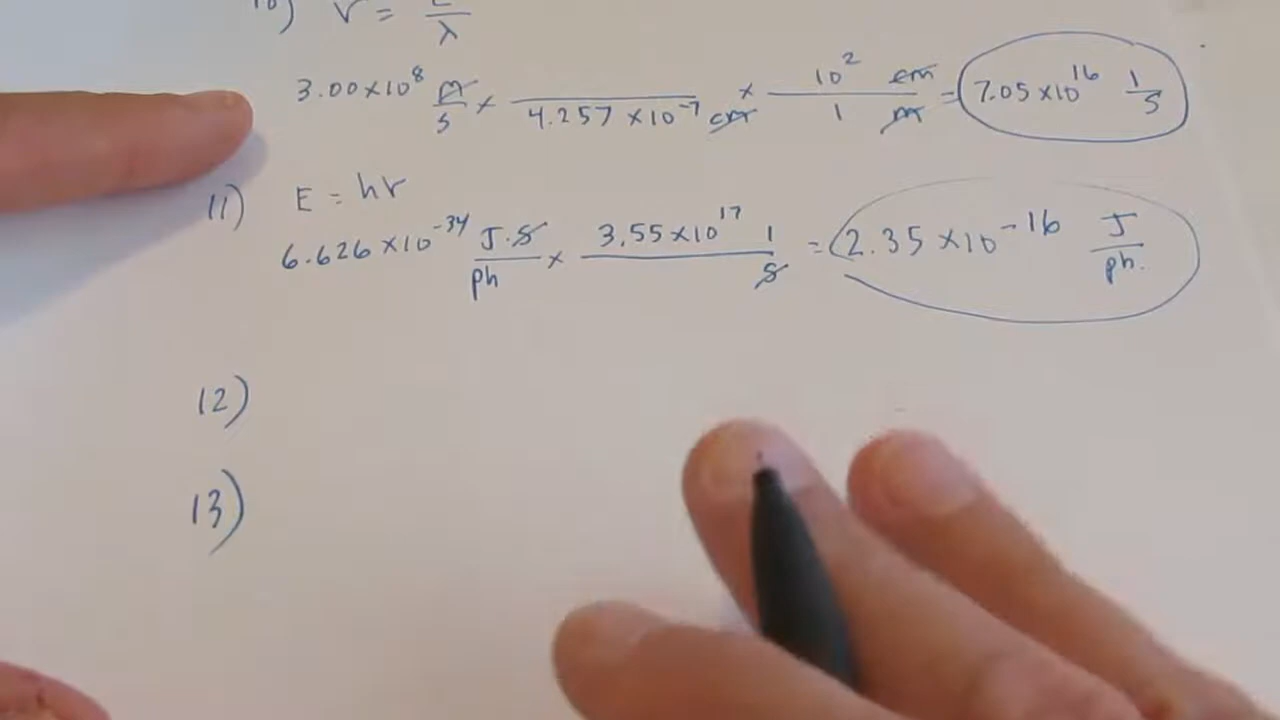 10) ν = c/λ
3.00×10^8 m/s × ———/4.257×10^-7 cm × 10^2 cm/1 m = 7.05×10^16 1/s
11) E = hν
6.626×10^-34 J·s/ph × 3.55×10^17 1/s = 2.35×10^-16 J/ph.
12)
13)